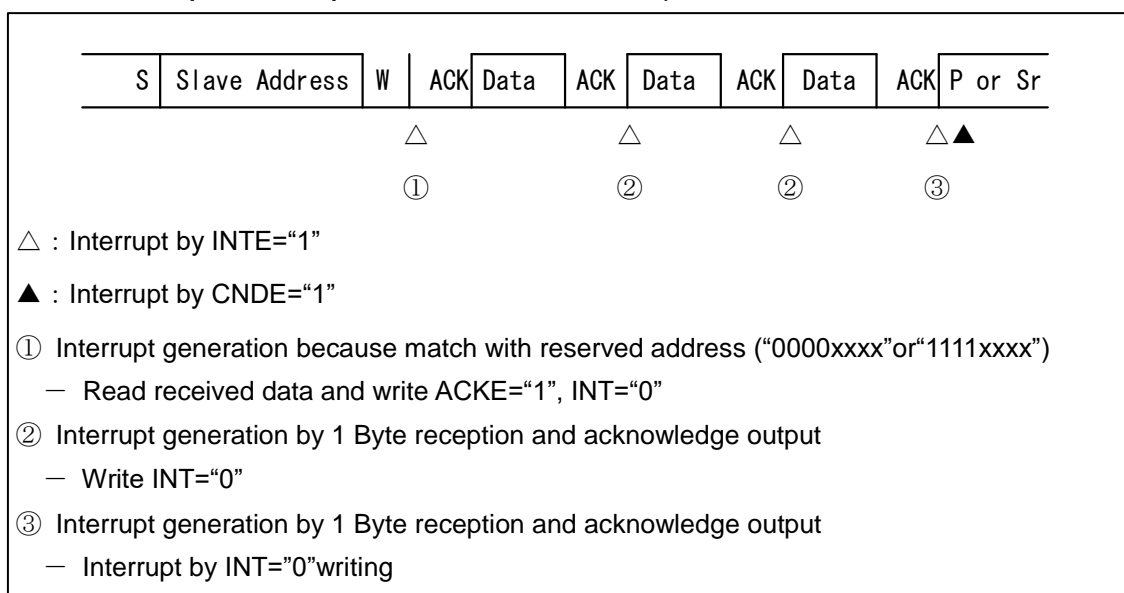 S Slave Address W ACK Data ACK Data ACK Data ACK P or Sr
△ △ △ △▲
① ② ② ③
△ : Interrupt by INTE=“1”
▲ : Interrupt by CNDE=“1”
① Interrupt generation because match with reserved address (“0000xxxx”or“1111xxxx”)
— Read received data and write ACKE=“1”, INT=“0”
② Interrupt generation by 1 Byte reception and acknowledge output
— Write INT=“0”
③ Interrupt generation by 1 Byte reception and acknowledge output
— Interrupt by INT=”0”writing